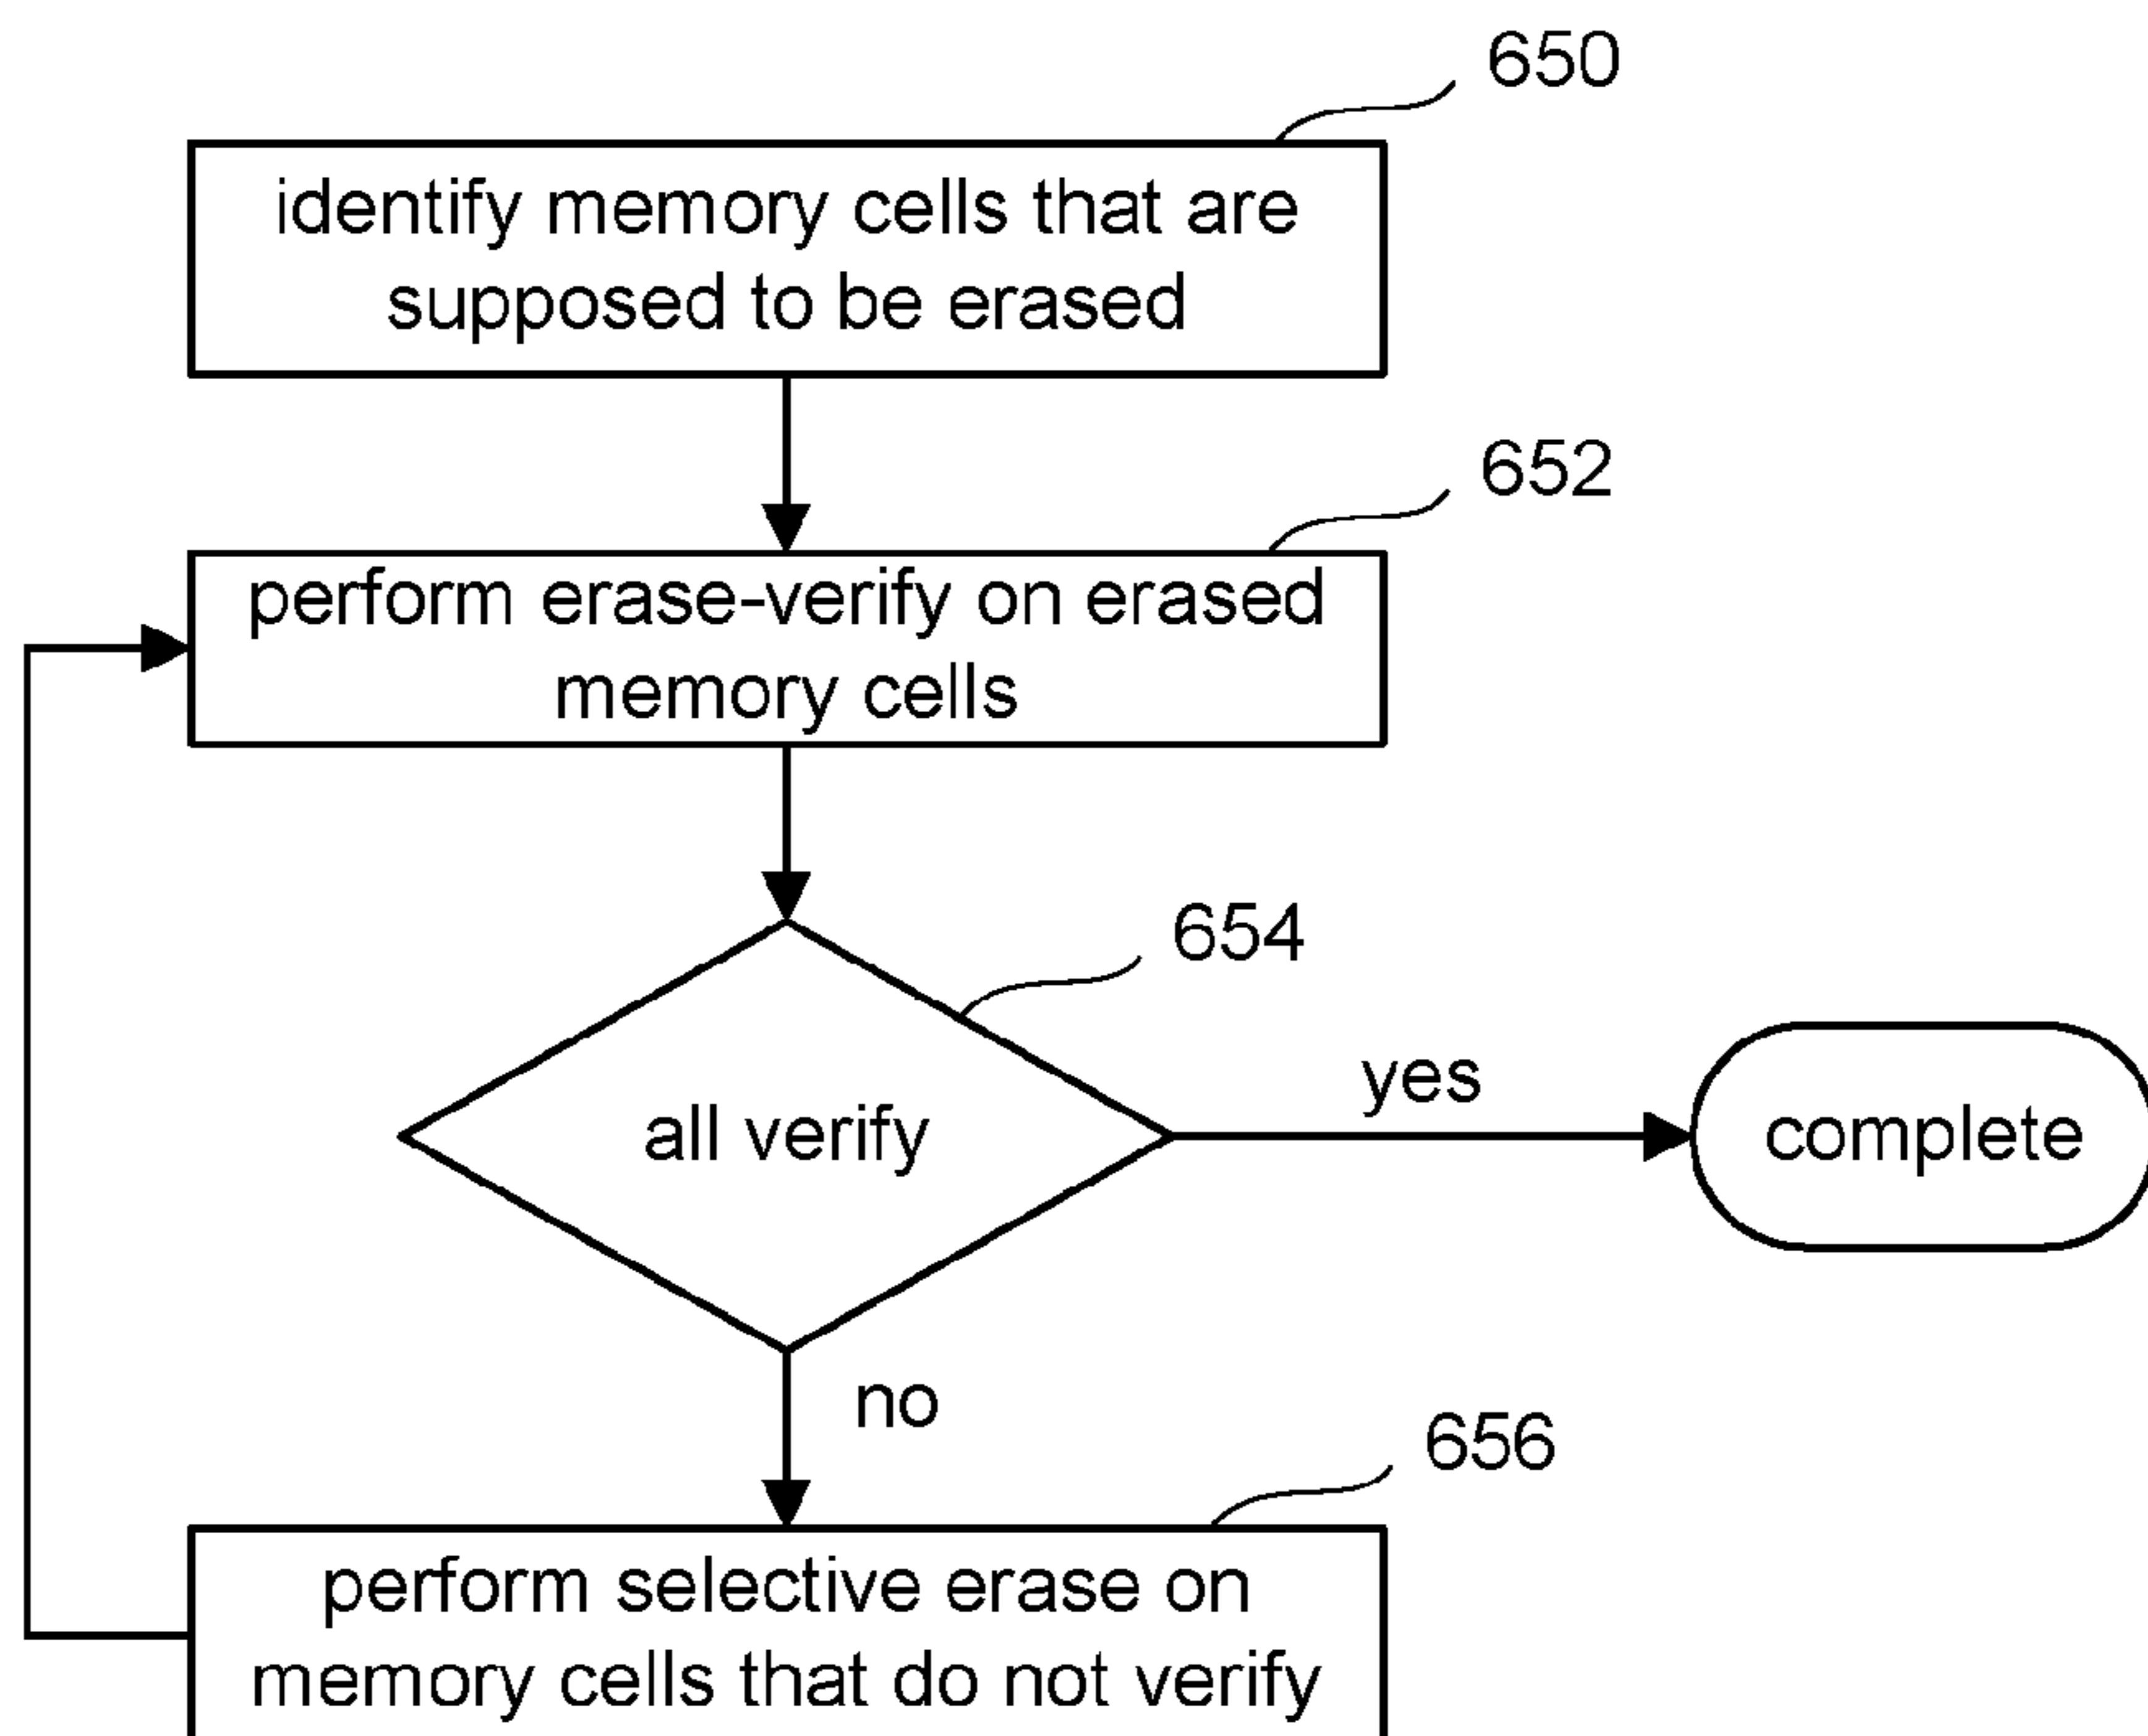 650
identify memory cells that are
supposed to be erased
652
perform erase-verify on erased
memory cells
654
all verify
yes
complete
no
656
perform selective erase on
memory cells that do not verify